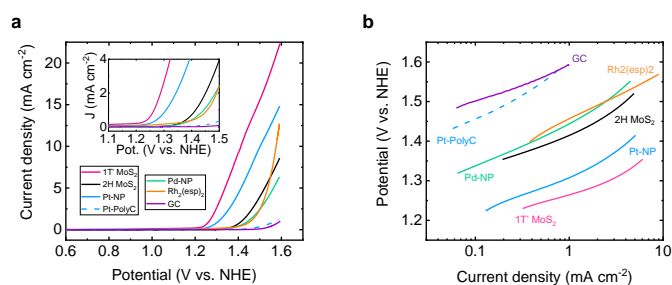 a
Current density (mA cm⁻²)
25
20
15
10
5
0
0.6 0.8 1.0 1.2 1.4 1.6
Potential (V vs. NHE)
J (mA cm⁻²)
4
3
2
1
0
1.1 1.2 1.3 1.4 1.5
Pot. (V vs. NHE)
1T' MoS₂
2H MoS₂
Pt-NP
Pt-PolyC
Pd-NP
Rh₂(esp)₂
GC
b
Potential (V vs. NHE)
1.6
1.5
1.4
1.3
1.2
0.1 1 10
Current density (mA cm⁻²)
GC
Rh2(esp)2
Pt-PolyC
2H MoS₂
Pd-NP
Pt-NP
1T' MoS₂